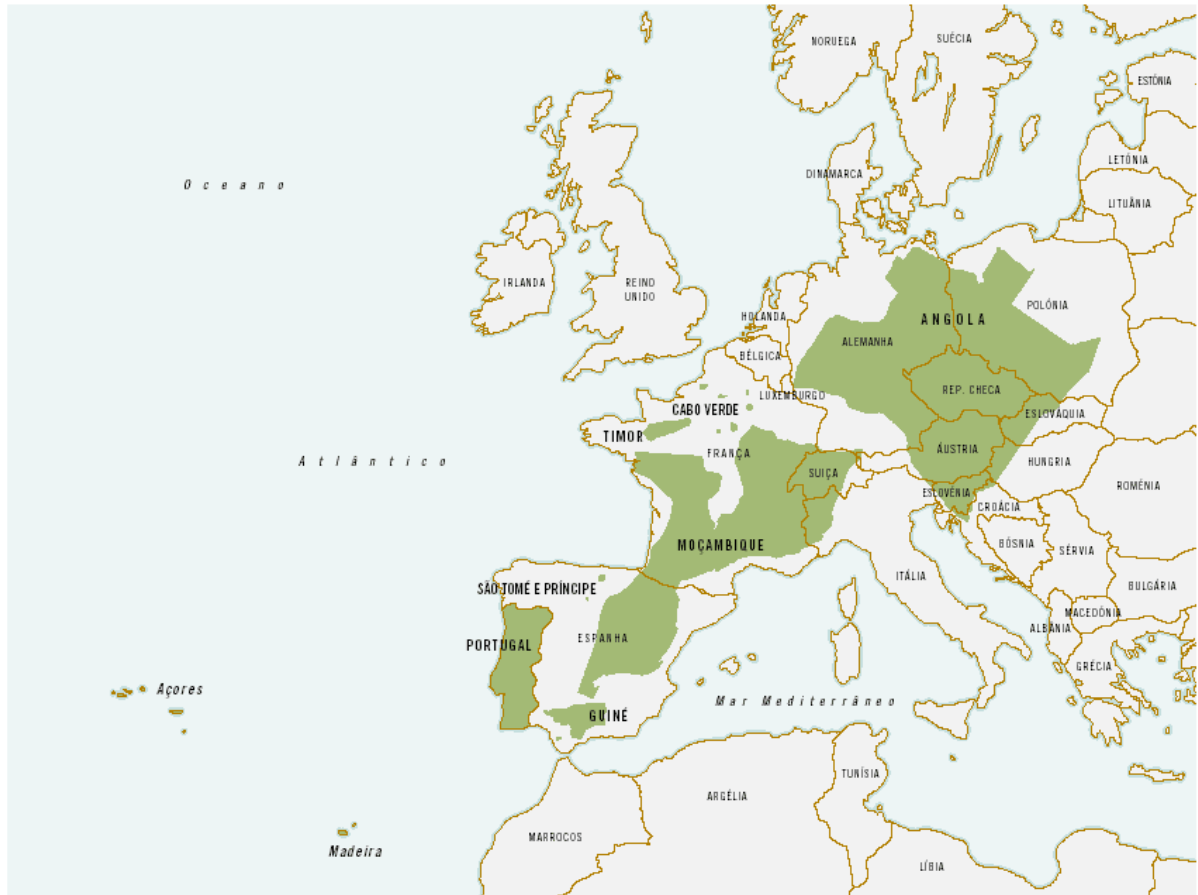 NORUEGA
SUÉCIA
ESTÓNIA
LETÓNIA
DINAMARCA
O c e a n o
LITUÂNIA
IRLANDA
REINO
UNIDO
POLÓNIA
HOLANDA
ANGOLA
ALEMANHA
BÉLGICA
REP. CHECA
LUXEMBURGO
CABO VERDE
ESLOVÁQUIA
TIMOR
ÁUSTRIA
FRANÇA
A t l â n t i c o
HUNGRIA
SUIÇA
ROMÉNIA
ESLOVÉNIA
CROÁCIA
BÓSNIA
MOÇAMBIQUE
SÉRVIA
ITÁLIA
BULGÁRIA
SÃO TOMÉ E PRÍNCIPE
MACEDÓNIA
ALBÂNIA
ESPANHA
PORTUGAL
GRÉCIA
Açores
Mar Mediterrâneo
GUINÉ
TUNÍSIA
ARGÉLIA
MARROCOS
Madeira
LÍBIA